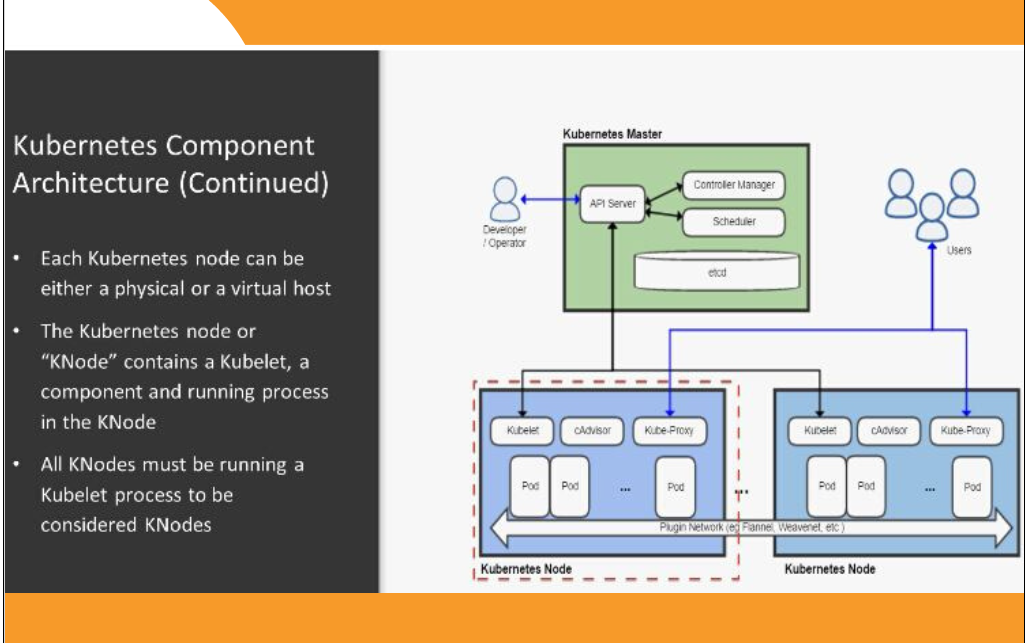 Kubernetes Component
Architecture (Continued)
• Each Kubernetes node can be
either a physical or a virtual host
• The Kubernetes node or
“KNode” contains a Kubelet, a
component and running process
in the KNode
• All KNodes must be running a
Kubelet process to be
considered KNodes
Kubernetes Master
API Server
Controller Manager
Scheduler
etcd
Developer
/ Operator
Users
Kubelet
cAdvisor
Kube-Proxy
Pod
Pod
...
Pod
...
Kubelet
cAdvisor
Kube-Proxy
Pod
Pod
...
Pod
Plugin Network (eg Flannel, Weavenet, etc )
Kubernetes Node
Kubernetes Node